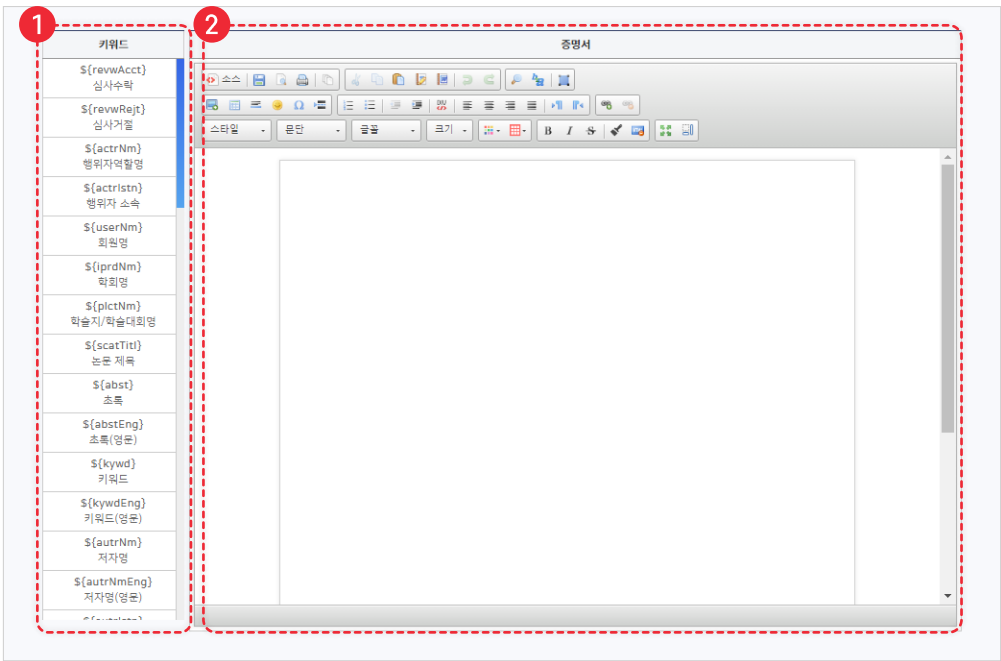 1
2
키워드
증명서
${revwAcct}
심사수락
${revwRejt}
심사거절
${actrNm}
행위자역할명
${actrIstn}
행위자 소속
${userNm}
회원명
${iprdNm}
학회명
${plctNm}
학술지/학술대회명
${scatTitl}
논문 제목
${abst}
초록
${abstEng}
초록(영문)
${kywd}
키워드
${kywdEng}
키워드(영문)
${autrNm}
저자명
${autrNmEng}
저자명(영문)
소스
스타일 문단 글꼴 크기 B I S